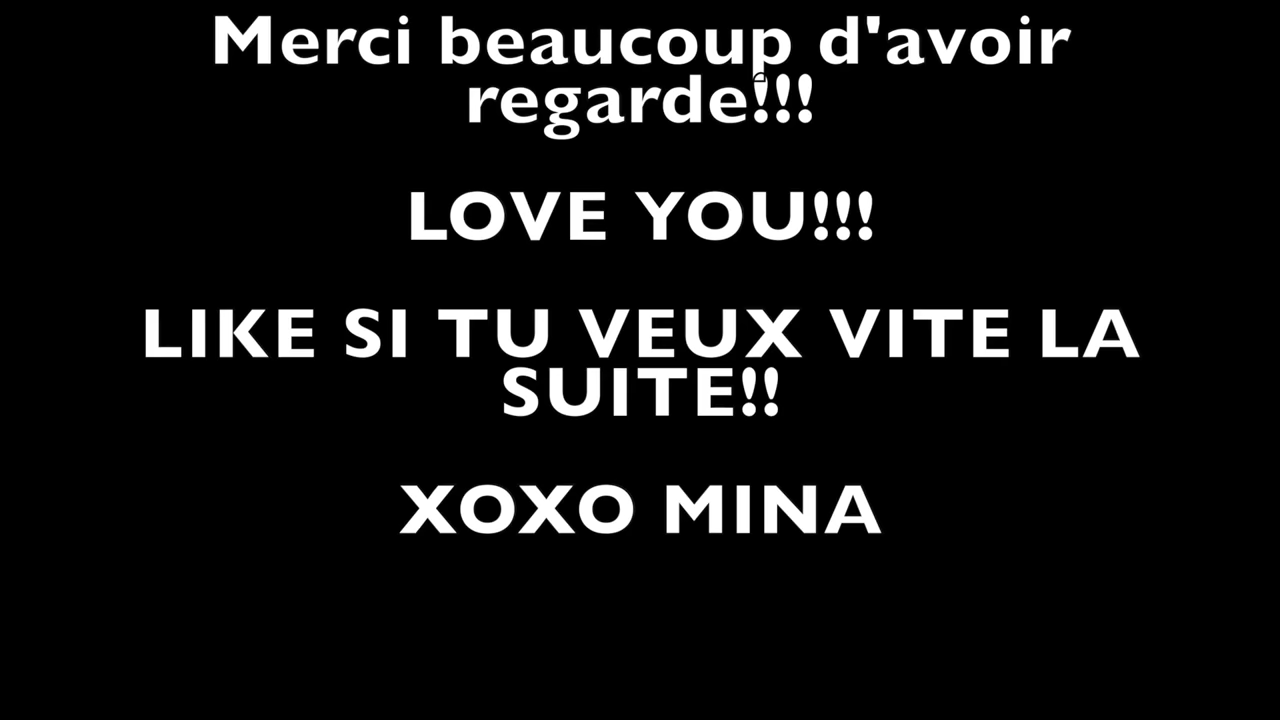 Merci beaucoup d'avoir
regarde!!!
LOVE YOU!!!
LIKE SI TU VEUX VITE LA
SUITE!!
XOXO MINA